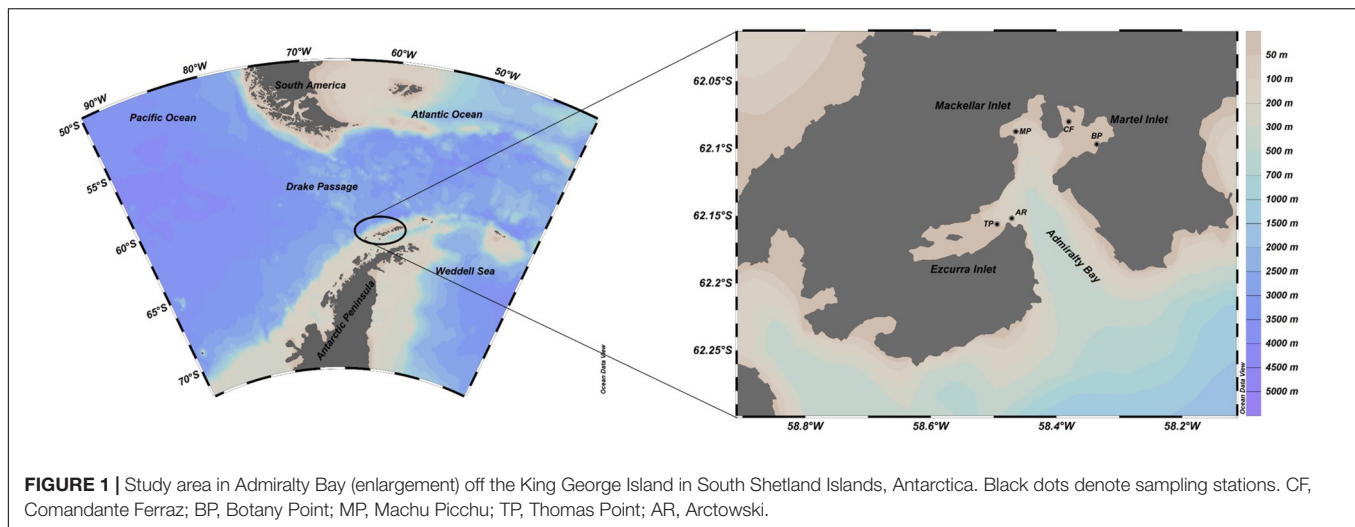 90°W
80°W
70°W
60°W
50°W
50°S
55°S
60°S
65°S
70°S
South America
Pacific Ocean
Atlantic Ocean
Drake Passage
Weddell Sea
Antarctic Peninsula
Ocean Data View
62.05°S
62.1°S
62.15°S
62.2°S
62.25°S
58.8°W
58.6°W
58.4°W
58.2°W
Mackellar Inlet
Martel Inlet
MP
CF
BP
AR
TP
Ezcurra Inlet
Admiralty Bay
Ocean Data View
50 m
100 m
200 m
300 m
500 m
700 m
1000 m
1500 m
2000 m
2500 m
3000 m
3500 m
4000 m
4500 m
5000 m
FIGURE 1 | Study area in Admiralty Bay (enlargement) off the King George Island in South Shetland Islands, Antarctica. Black dots denote sampling stations. CF,
Comandante Ferraz; BP, Botany Point; MP, Machu Picchu; TP, Thomas Point; AR, Arctowski.